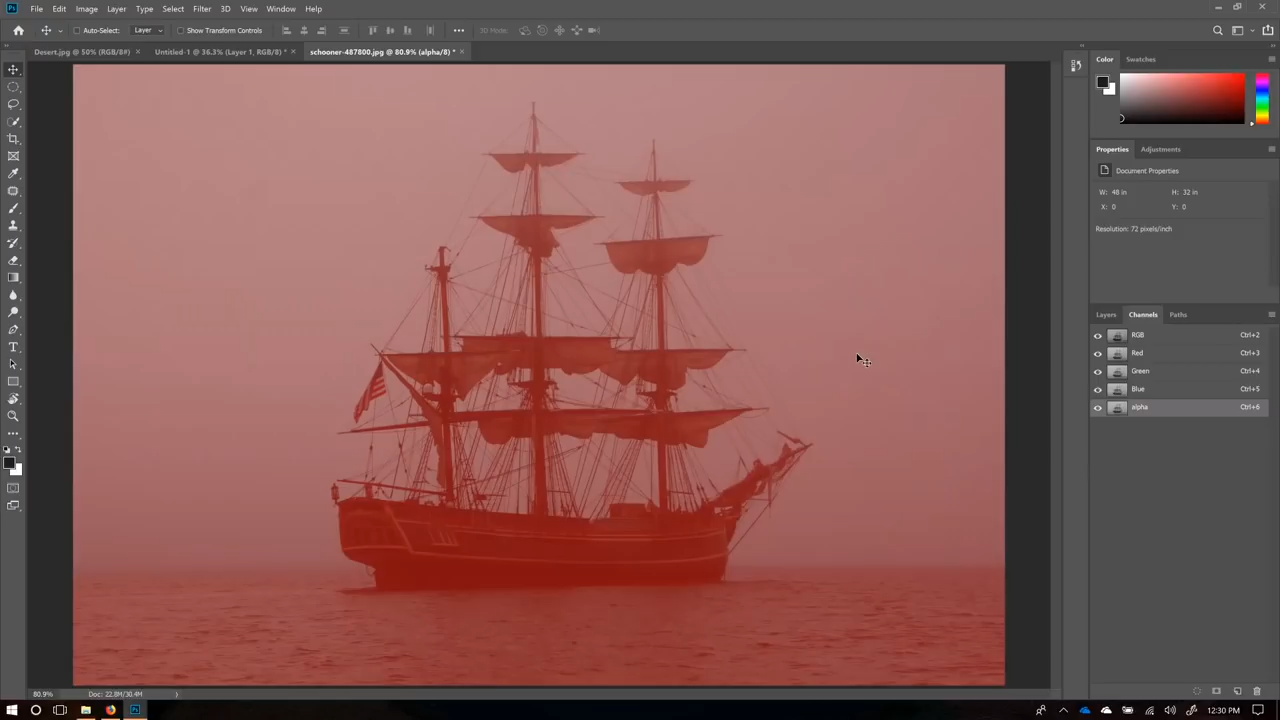 Ps File Edit Image Layer Type Select Filter 3D View Window Help
Auto-Select: Layer Show Transform Controls 3D Mode:
Desert.jpg @ 50% (RGB/8#) × Untitled-1 @ 36.3% (Layer 1, RGB/8) * × schooner-487800.jpg @ 80.9% (alpha/8) * ×
Color Swatches
Properties Adjustments
Document Properties
W: 48 in H: 32 in
X: 0 Y: 0
Resolution: 72 pixels/inch
Layers Channels Paths
RGB Ctrl+2
Red Ctrl+3
Green Ctrl+4
Blue Ctrl+5
alpha Ctrl+6
80.9% Doc: 22.8M/30.4M
Ps 12:30 PM